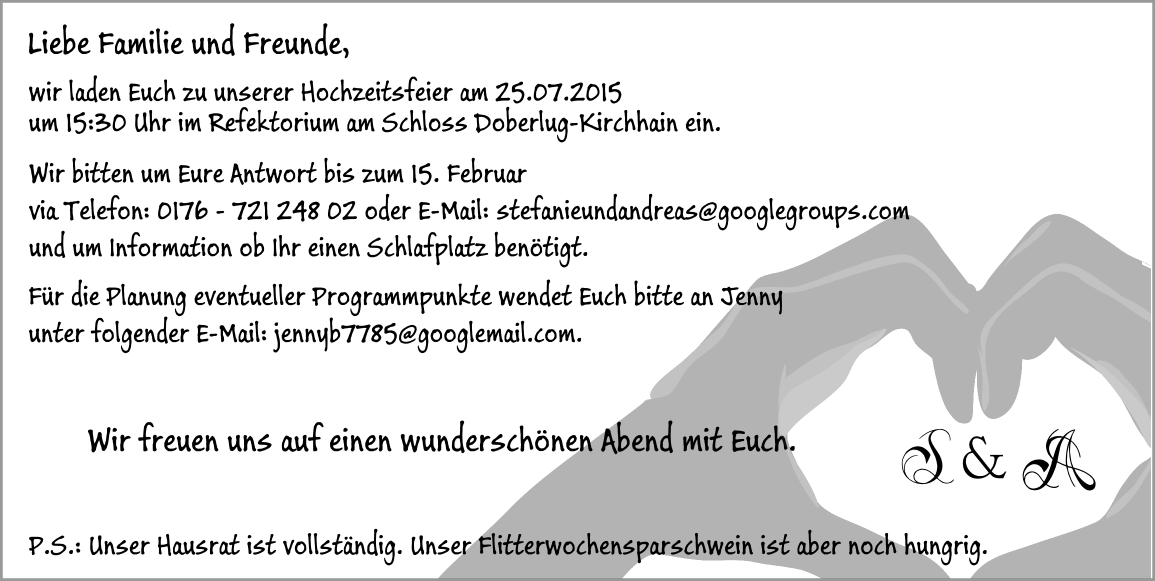 Liebe Familie und Freunde,
wir laden Euch zu unserer Hochzeitsfeier am 25.07.2015
um 15:30 Uhr im Refektorium am Schloss Doberlug-Kirchhain ein.
Wir bitten um Eure Antwort bis zum 15. Februar
via Telefon: 0176 - 721 248 02 oder E-Mail: stefanieundandreas@googlegroups.com
und um Information ob Ihr einen Schlafplatz benötigt.
Für die Planung eventueller Programmpunkte wendet Euch bitte an Jenny
unter folgender E-Mail: jennyb7785@googlemail.com.
Wir freuen uns auf einen wunderschönen Abend mit Euch.
S & A
P.S.: Unser Hausrat ist vollständig. Unser Flitterwochensparschwein ist aber noch hungrig.